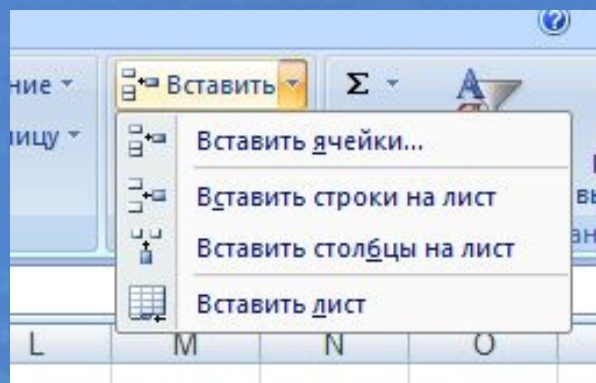 Вставить Σ
Вставить ячейки...
Вставить строки на лист
Вставить столбцы на лист
Вставить лист
L M N O